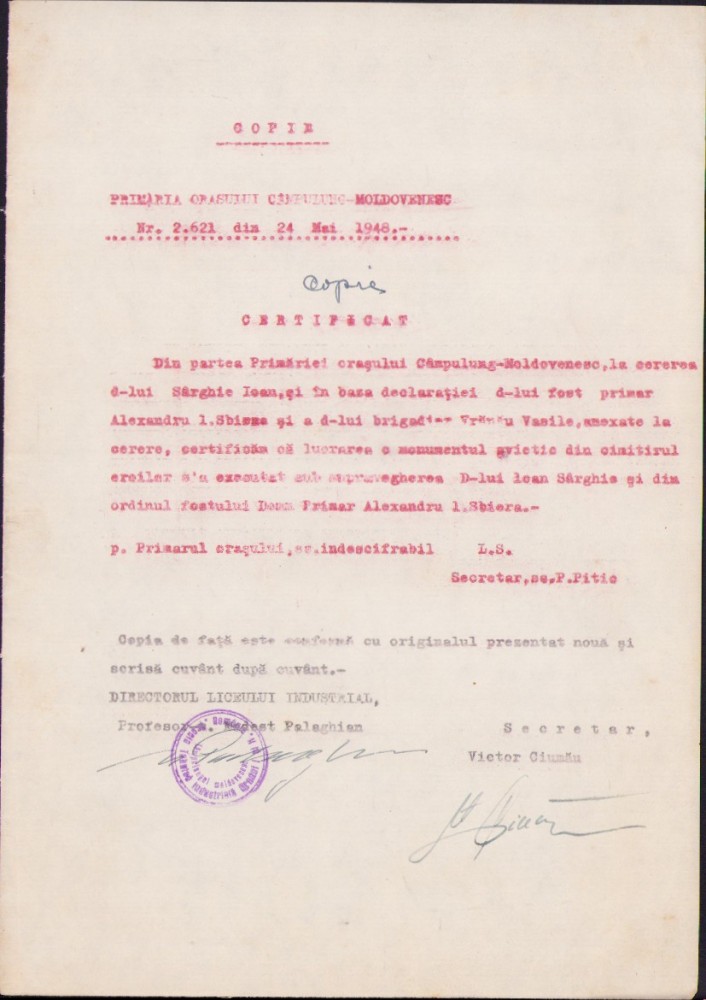 COPIE
PRIMĂRIA ORAȘULUI CÂMPULUNG-MOLDOVENESC
Nr. 2.621 din 24 Mai 1948.-
Copie
CERTIFICAT
Din partea Primăriei orașului Câmpulung-Moldovenesc, la cererea
d-lui Sârghie Ioan, și în baza declarației d-lui fost primar
Alexandru l.Sbiera și a d-lui brigadier Vasile, anexate la
cerere, certificăm că lucrarea o monumentul din cimitirul
eroilor s'a executat sub supravegherea D-lui Ioan Sârghie și din
ordinul fostului Domn Primar Alexandru l.Sbiera.-
p. Primarul orașului, ss.indescifrabil L.S.
Secretar, ss.P.Pitic
Copia de față este conformă cu originalul prezentat nouă și
scrisă cuvânt după cuvânt.-
DIRECTORUL LICEULUI INDUSTRIAL,
Profesor Modest Palaghian
Secretar,
Victor Ciumău